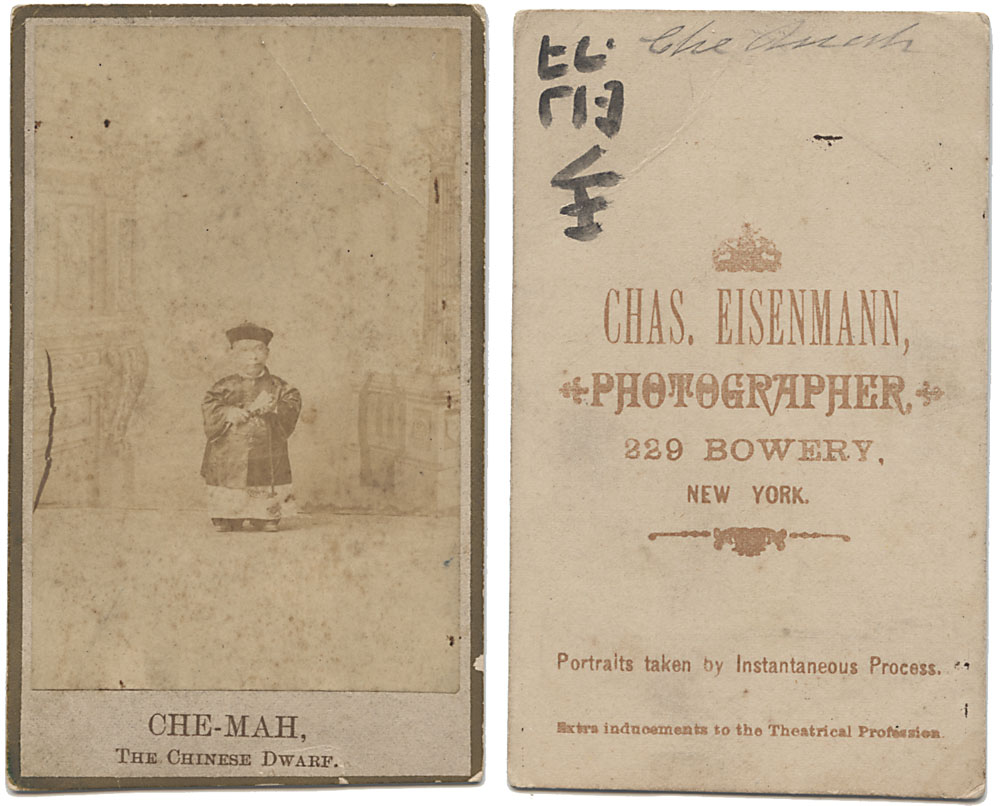 CHE-MAH,
THE CHINESE DWARF.
Che
CHAS. EISENMANN,
PHOTOGRAPHER,
229 BOWERY,
NEW YORK.
Portraits taken by Instantaneous Process.
Extra inducements to the Theatrical Profession.